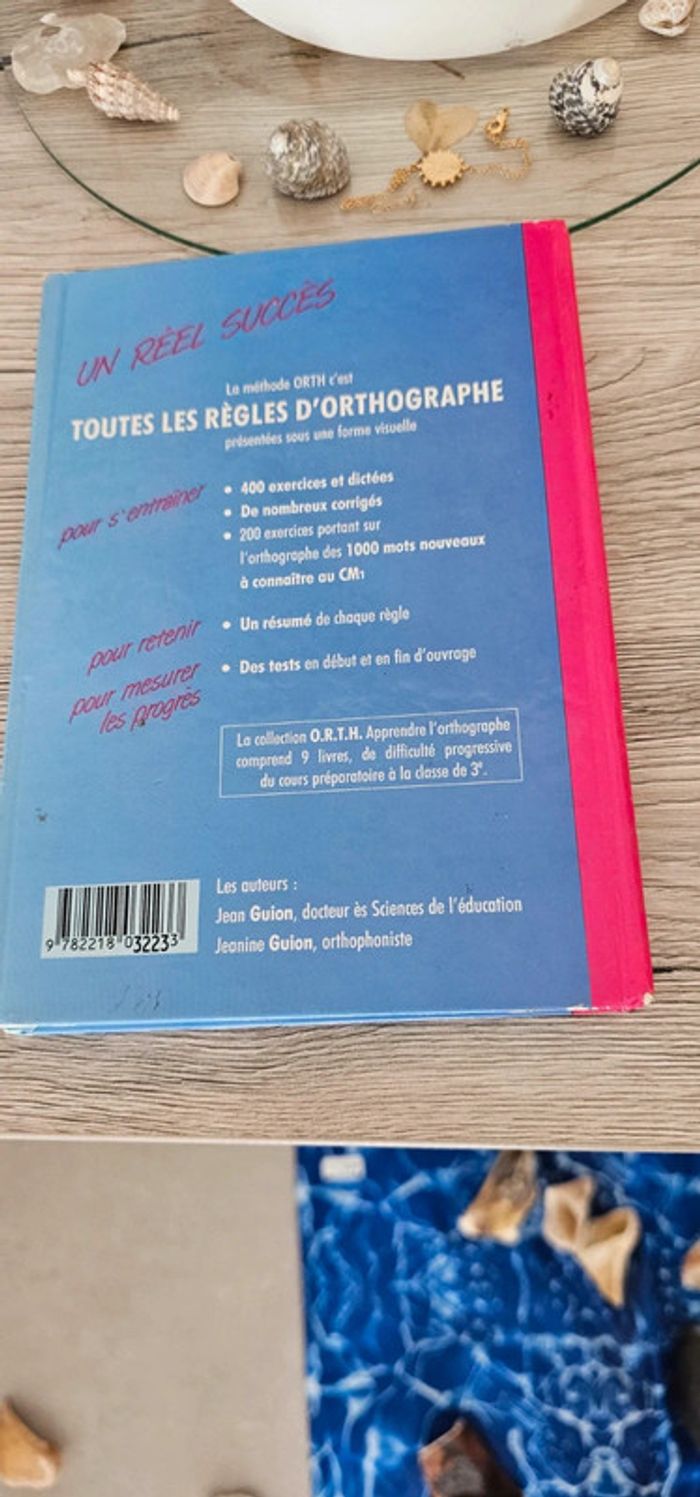 UN RÉEL SUCCÈS
La méthode ORTH c'est
TOUTES LES RÈGLES D'ORTHOGRAPHE
présentées sous une forme visuelle
pour s'entraîner
• 400 exercices et dictées
• De nombreux corrigés
• 200 exercices portant sur
l'orthographe des 1000 mots nouveaux
à connaître au CM1
pour retenir
• Un résumé de chaque règle
pour mesurer
les progrès
• Des tests en début et en fin d'ouvrage
La collection O.R.T.H. Apprendre l'orthographe
comprend 9 livres, de difficulté progressive
du cours préparatoire à la classe de 3e.
Les auteurs :
Jean Guion, docteur ès Sciences de l'éducation
Jeanine Guion, orthophoniste
9 782218 032233